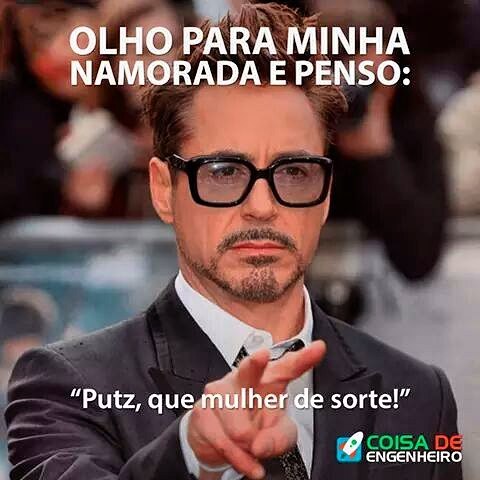 OLHO PARA MINHA
NAMORADA E PENSO:
“Putz, que mulher de sorte!”
COISA DE
ENGENHEIRO